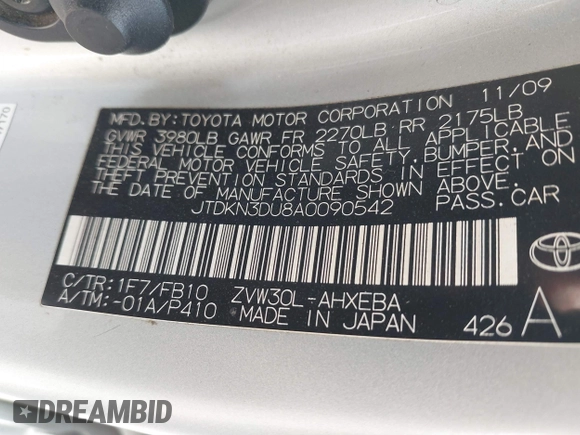 MFD.BY:TOYOTA MOTOR CORPORATION 11/09
GVWR 3980LB GAWR FR 2270LB RR 2175LB
THIS VEHICLE CONFORMS TO ALL APPLICABLE
FEDERAL MOTOR VEHICLE SAFETY,BUMPER,AND
THEFT PREVENTION STANDARDS IN EFFECT ON
THE DATE OF MANUFACTURE SHOWN ABOVE.
JTDKN3DU8A0090542 PASS.CAR
C/TR:1F7/FB10 ZVW30L-AHXEBA
A/TM:-01A/P410 MADE IN JAPAN 426 A
TOYOTA
DREAMBID